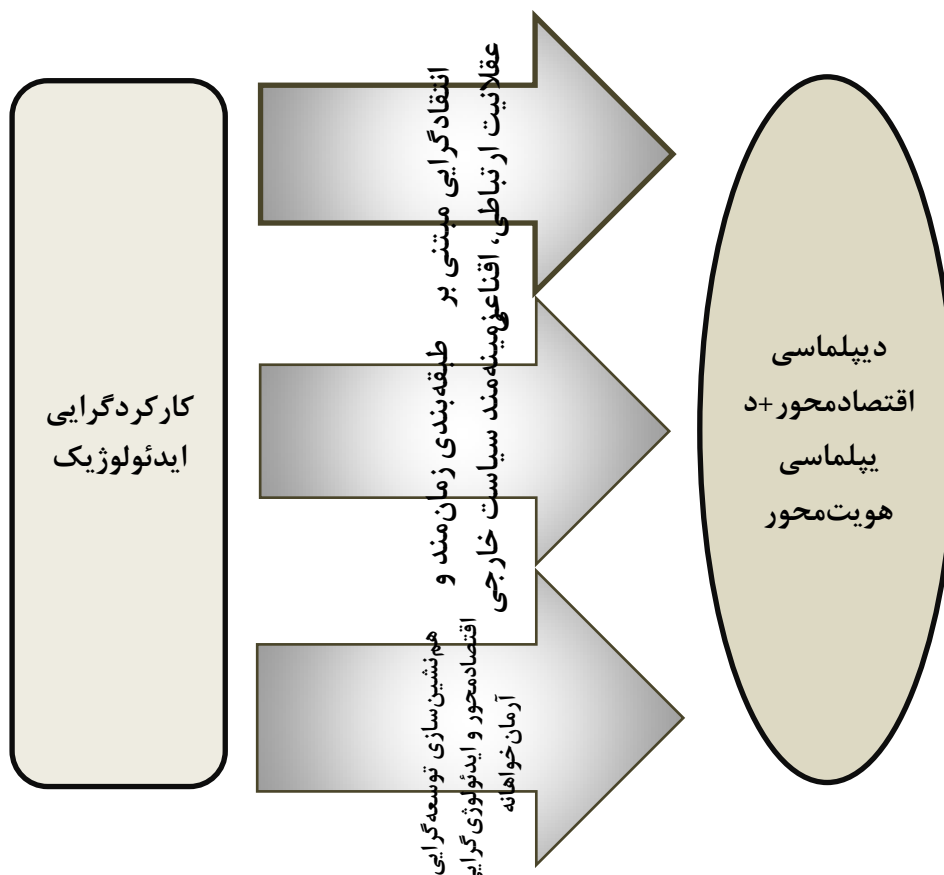 کارکردگرایی
ایدئولوژیک
انتقادگرایی مبتنی بر
عقلانیت ارتباطی، اقناعی
طبقه‌بندی زمان‌مند و
زمینه‌مند سیاست خارجی
هم‌نشین‌سازی توسعه‌گرایی
اقتصادمحور و ایدئولوژی‌گرایی
آرمان‌خواهانه
دیپلماسی
اقتصادمحور+د
یپلماسی
هویت‌محور